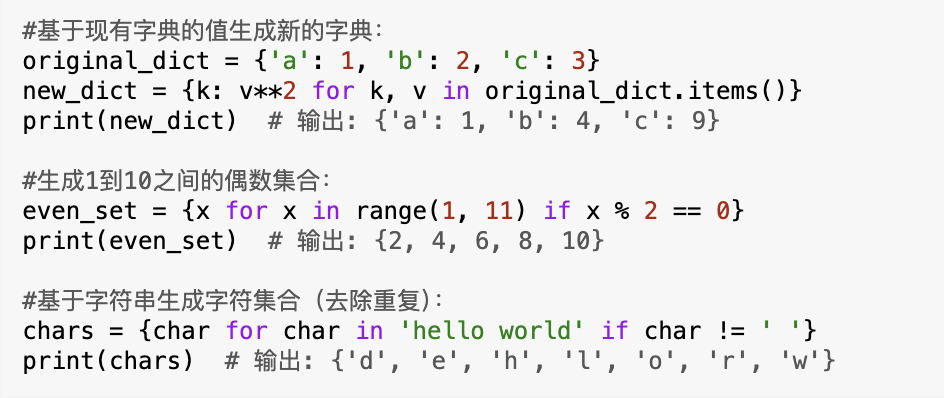 #基于现有字典的值生成新的字典：
original_dict = {'a': 1, 'b': 2, 'c': 3}
new_dict = {k: v**2 for k, v in original_dict.items()}
print(new_dict)  # 输出: {'a': 1, 'b': 4, 'c': 9}

#生成1到10之间的偶数集合：
even_set = {x for x in range(1, 11) if x % 2 == 0}
print(even_set)  # 输出: {2, 4, 6, 8, 10}

#基于字符串生成字符集合（去除重复）：
chars = {char for char in 'hello world' if char != ' '}
print(chars)  # 输出: {'d', 'e', 'h', 'l', 'o', 'r', 'w'}